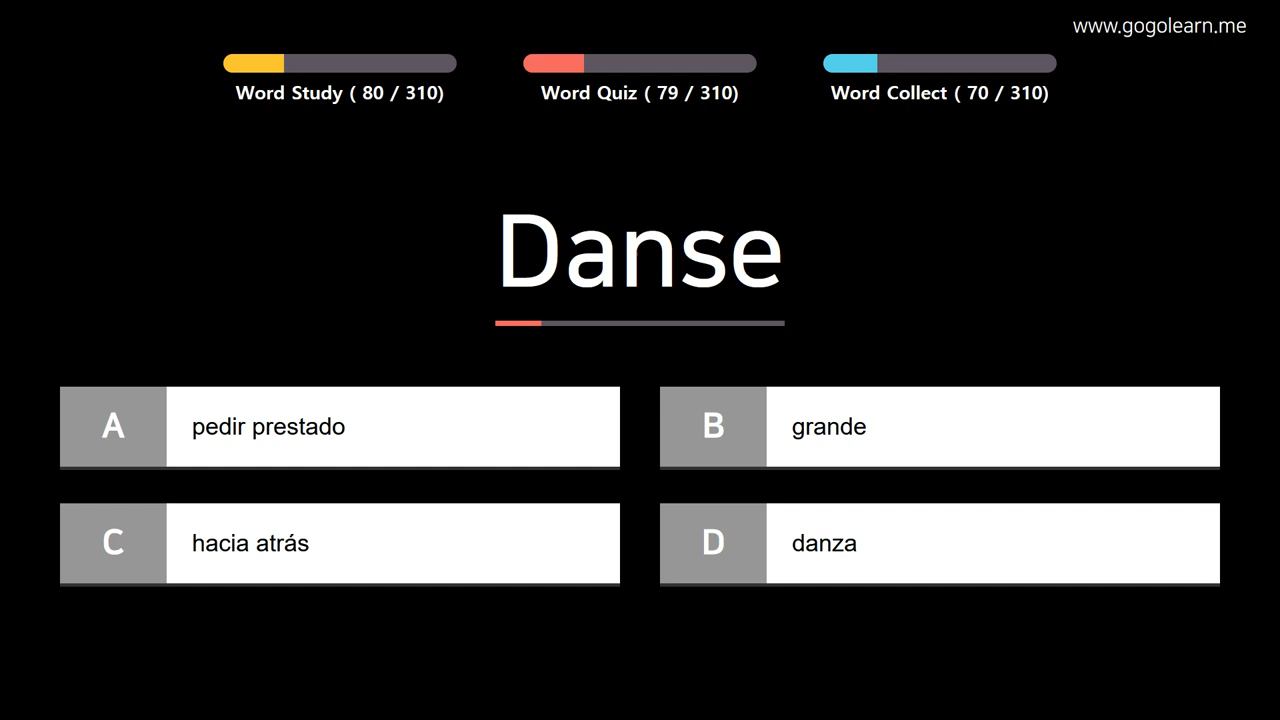 www.gogolearn.me
Word Study ( 80 / 310)
Word Quiz ( 79 / 310)
Word Collect ( 70 / 310)
Danse
A
pedir prestado
B
grande
C
hacia atrás
D
danza